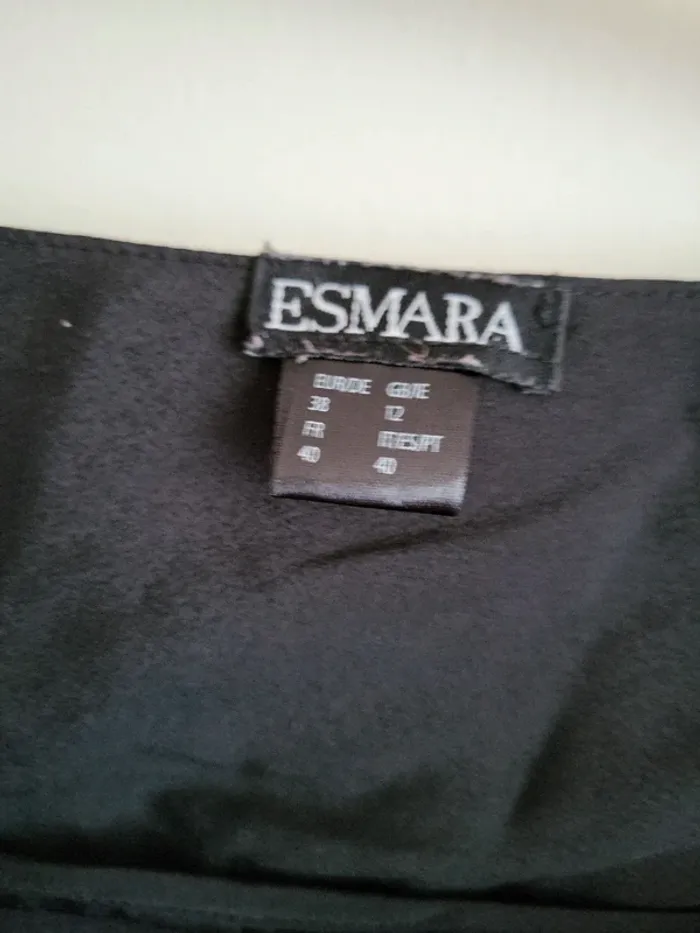 ESMARA
EUR/DE GB/IE
38 12
FR IT/ES/PT
40 40